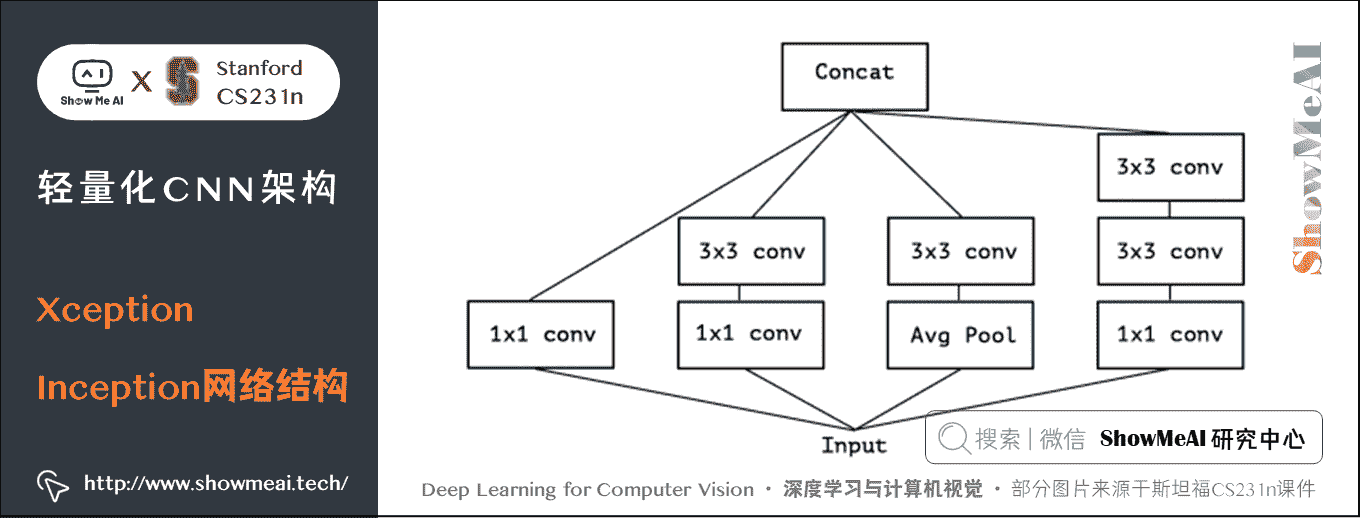 Show Me AI
X
Stanford
CS231n
轻量化CNN架构
Xception
Inception网络结构
http://www.showmeai.tech/
Concat
3x3 conv
3x3 conv
3x3 conv
3x3 conv
1x1 conv
1x1 conv
Avg Pool
1x1 conv
Input
ShowMeAI
搜索|微信 ShowMeAI 研究中心
Deep Learning for Computer Vision · 深度学习与计算机视觉 · 部分图片来源于斯坦福CS231n课件